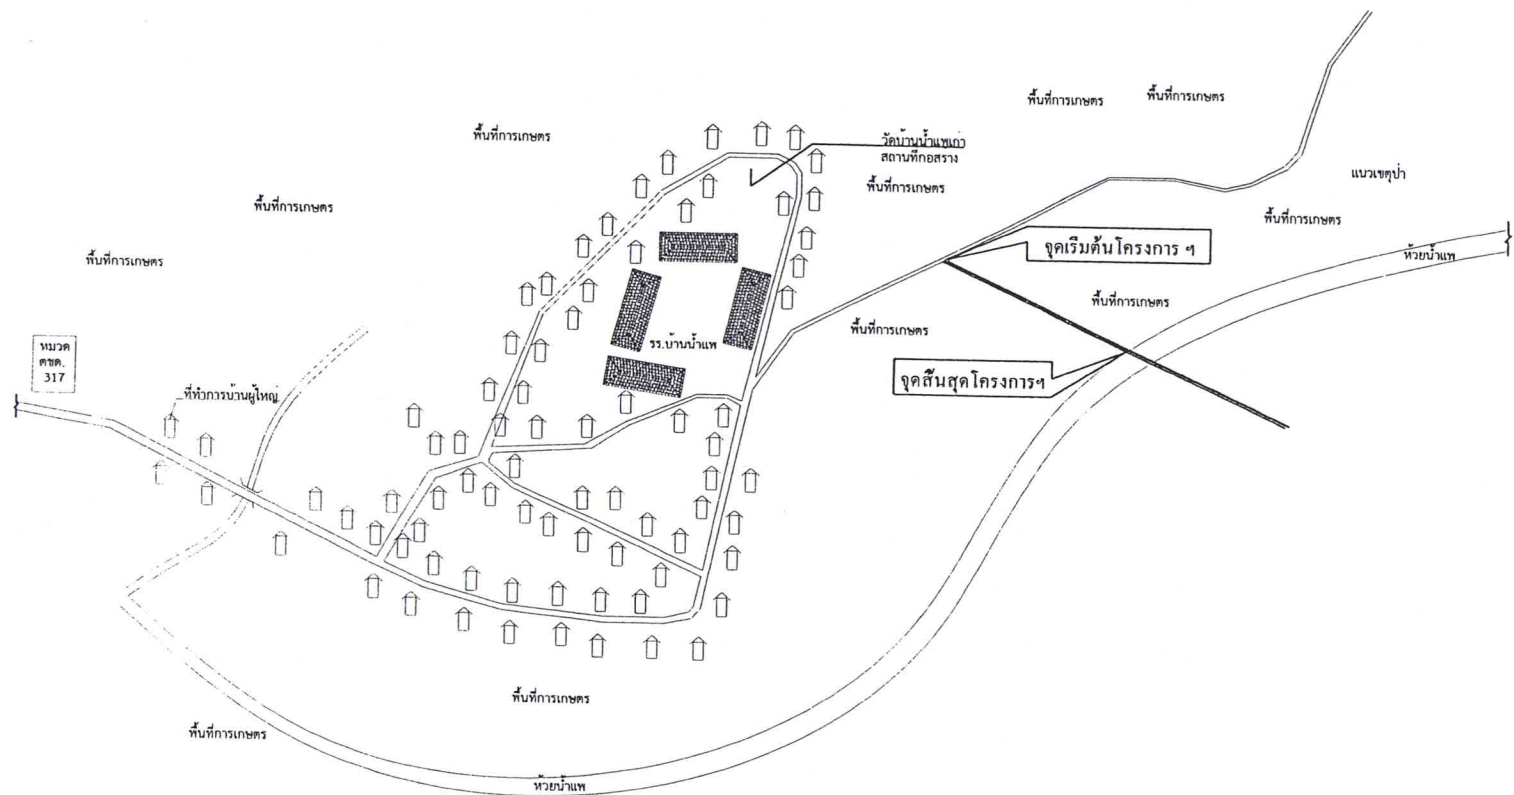 พื้นที่การเกษตร
พื้นที่การเกษตร
พื้นที่การเกษตร
วัดบ้านน้ำแพเก่า
สถานที่กอสราง
พื้นที่การเกษตร
แนวเขตุป่า
พื้นที่การเกษตร
พื้นที่การเกษตร
จุดเริ่มต้นโครงการ ฯ
ห้วยน้ำแพ
พื้นที่การเกษตร
พื้นที่การเกษตร
พื้นที่การเกษตร
รร.บ้านน้ำแพ
หมวด
ตชด.
317
จุดสิ้นสุดโครงการฯ
ที่ทำการบ้านผู้ใหญ่
พื้นที่การเกษตร
พื้นที่การเกษตร
ห้วยน้ำแพ